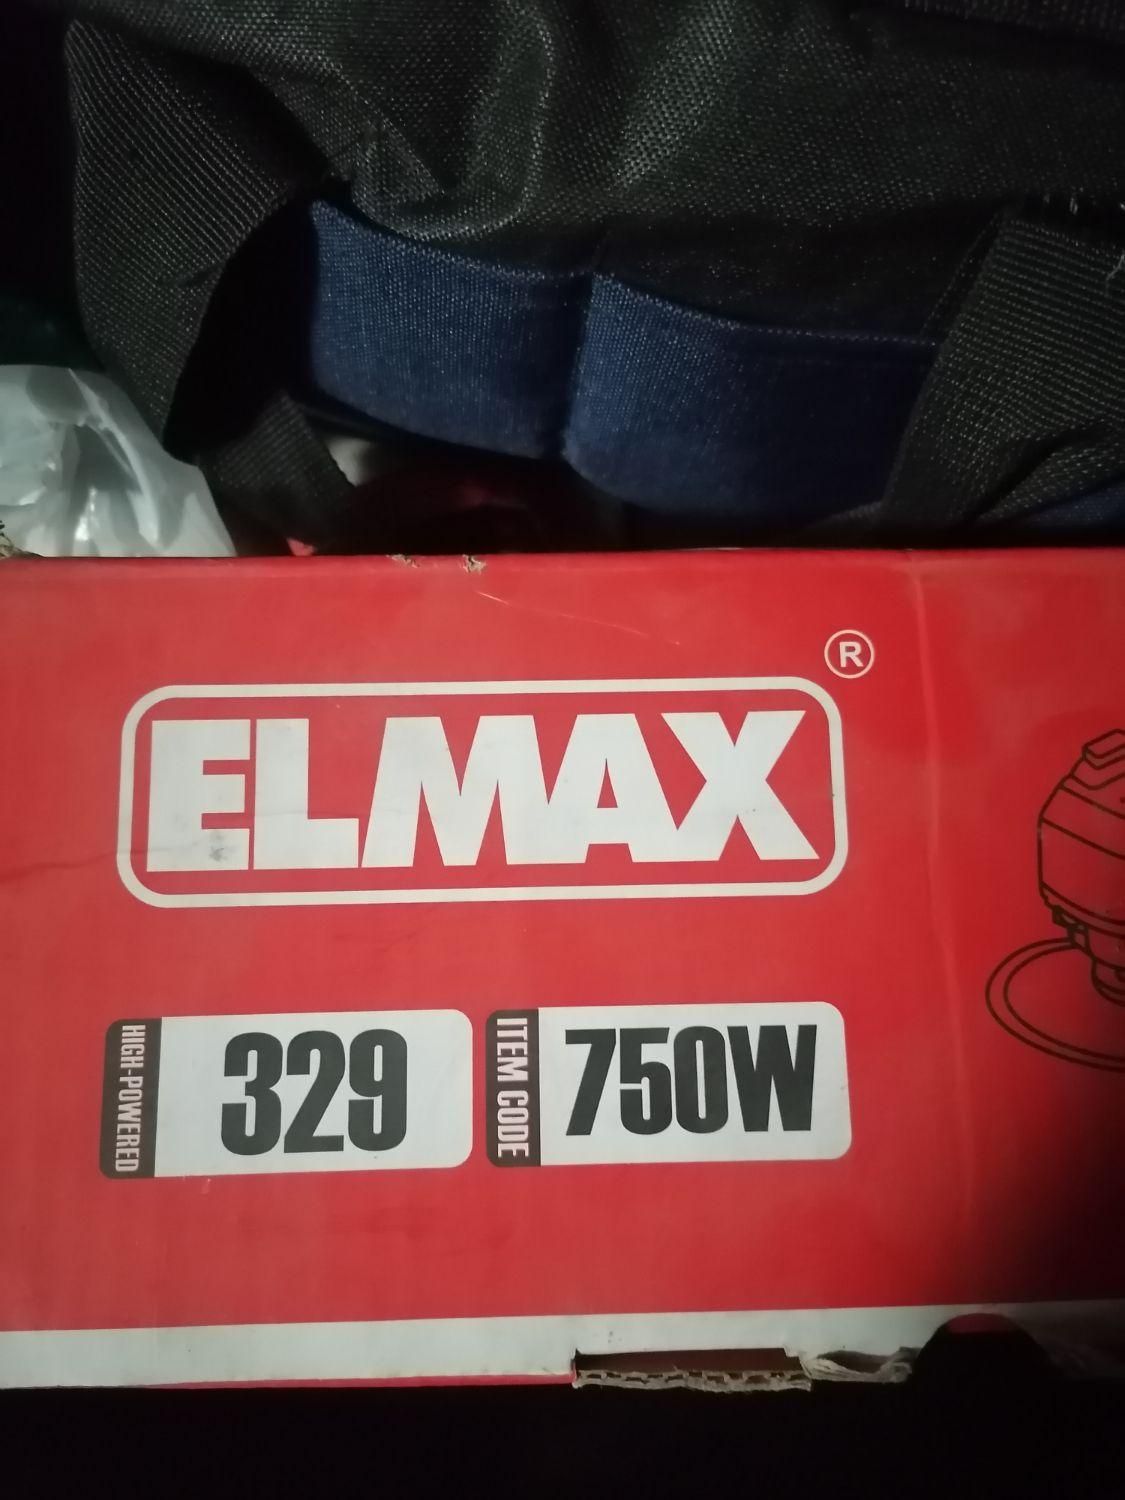 ®
ELMAX
HIGH-POWERED
329
ITEM CODE
750W